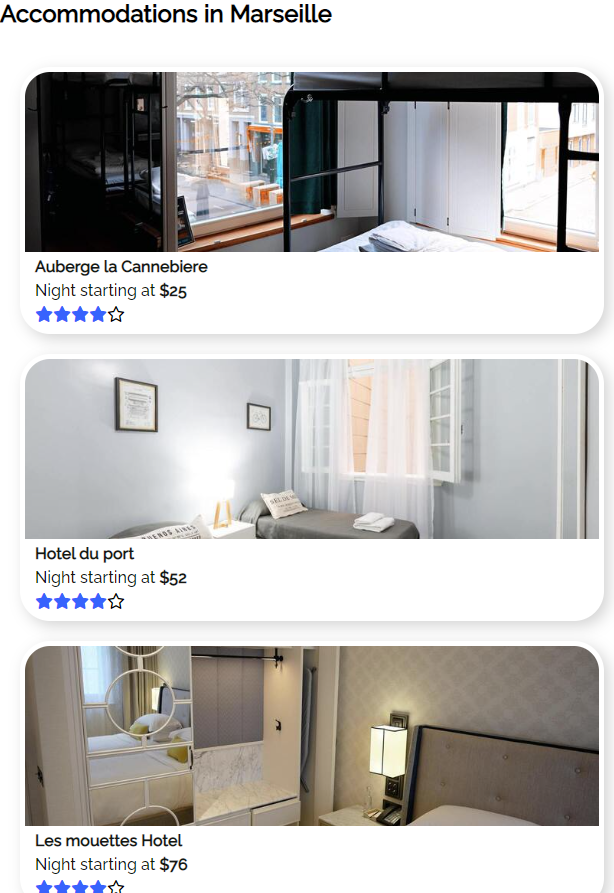 Accommodations in Marseille
Auberge la Cannebiere
Night starting at $25
Hotel du port
Night starting at $52
Les mouettes Hotel
Night starting at $76